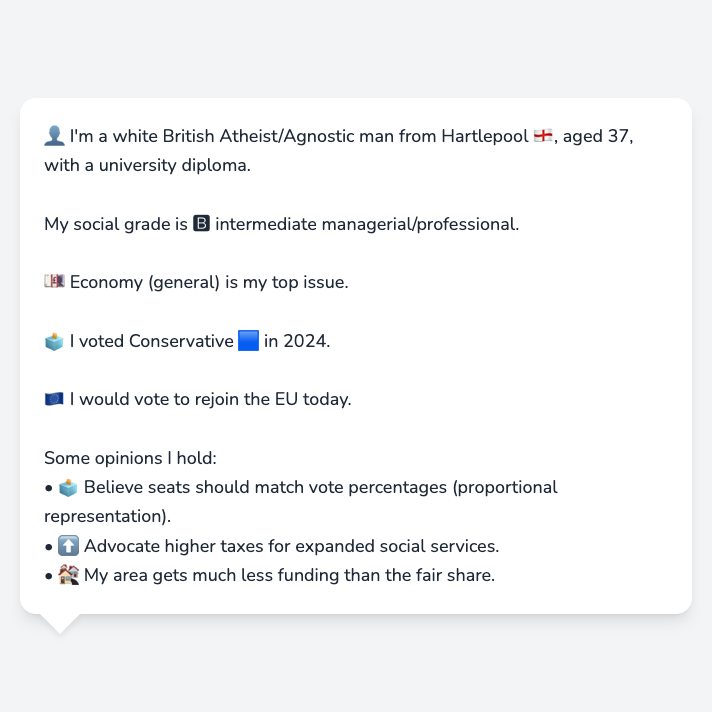 👤 I'm a white British Atheist/Agnostic man from Hartlepool 🏴󠁧󠁢󠁥󠁮󠁧󠁿, aged 37,
with a university diploma.
My social grade is 🅱 intermediate managerial/professional.
💷 Economy (general) is my top issue.
🗳️ I voted Conservative 🟦 in 2024.
🇪🇺 I would vote to rejoin the EU today.
Some opinions I hold:
• 🗳️ Believe seats should match vote percentages (proportional
representation).
• ⬆️ Advocate higher taxes for expanded social services.
• 🏘️ My area gets much less funding than the fair share.